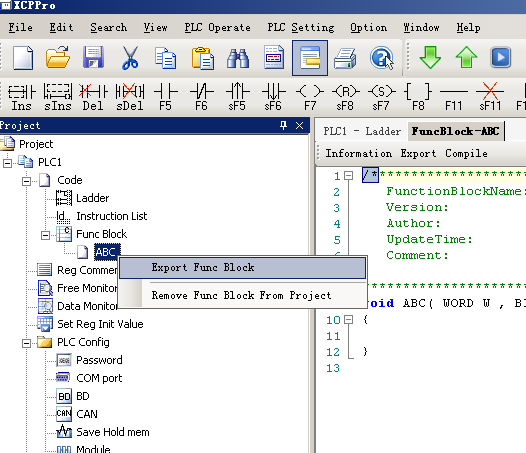 XCPPro
File Edit Search View PLC Operate PLC Setting Option Window Help
Ins sIns Del sDel F5 F6 sF5 sF6 F7 sF8 sF7 F8 F11 sF11
Project
Project
PLC1
Code
Ladder
Instruction List
Func Block
ABC
Reg Commen
Free Monitor
Data Monitor
Set Reg Init Value
PLC Config
Password
COM port
BD
CAN
Save Hold mem
Module
Export Func Block
Remove Func Block From Project
PLC1 - Ladder FuncBlock-ABC
Information Export Compile
1 /********************
2 FunctionBlockName:
3 Version:
4 Author:
5 UpdateTime:
6 Comment:
********************
void ABC( WORD W , BI
10 {
11
12 }
13